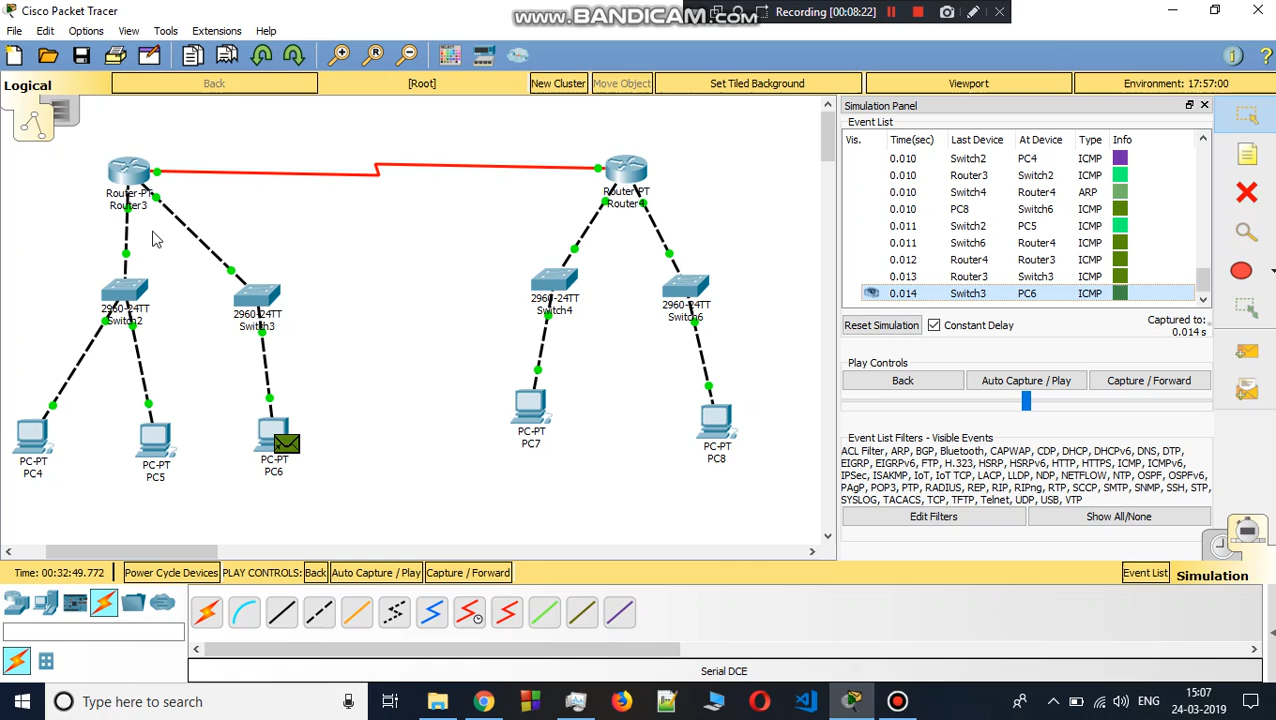 Cisco Packet Tracer
www.BANDICAM.com
Recording [00:08:22]
File Edit Options View Tools Extensions Help
Logical
Back
[Root]
New Cluster
Move Object
Set Tiled Background
Viewport
Environment: 17:57:00
Simulation Panel
Event List
Vis. Time(sec) Last Device At Device Type Info
0.010 Switch2 PC4 ICMP
0.010 Router3 Switch2 ICMP
0.010 Switch4 Router4 ARP
0.010 PC8 Switch6 ICMP
0.011 Switch2 PC5 ICMP
0.011 Switch6 Router4 ICMP
0.012 Router4 Router3 ICMP
0.013 Router3 Switch3 ICMP
0.014 Switch3 PC6 ICMP
Reset Simulation
Constant Delay
Captured to:
0.014 s
Play Controls
Back
Auto Capture / Play
Capture / Forward
Event List Filters - Visible Events
ACL Filter, ARP, BGP, Bluetooth, CAPWAP, CDP, DHCP, DHCPv6, DNS, DTP,
EIGRP, EIGRPv6, FTP, H.323, HSRP, HSRPv6, HTTP, HTTPS, ICMP, ICMPv6,
IPSec, ISAKMP, IoT, IoT TCP, LACP, LLDP, NDP, NETFLOW, NTP, OSPF, OSPFv6,
PAgP, POP3, PTP, RADIUS, REP, RIP, RIPng, RTP, SCCP, SMTP, SNMP, SSH, STP,
SYSLOG, TACACS, TCP, TFTP, Telnet, UDP, USB, VTP
Edit Filters
Show All/None
Router-PT
Router3
Router-PT
Router4
2960-24TT
Switch2
2960-24TT
Switch3
2960-24TT
Switch4
2960-24TT
Switch6
PC-PT
PC4
PC-PT
PC5
PC-PT
PC6
PC-PT
PC7
PC-PT
PC8
Time: 00:32:49.772
Power Cycle Devices
PLAY CONTROLS:
Back
Auto Capture / Play
Capture / Forward
Event List
Simulation
Serial DCE
Type here to search
ENG
15:07
24-03-2019